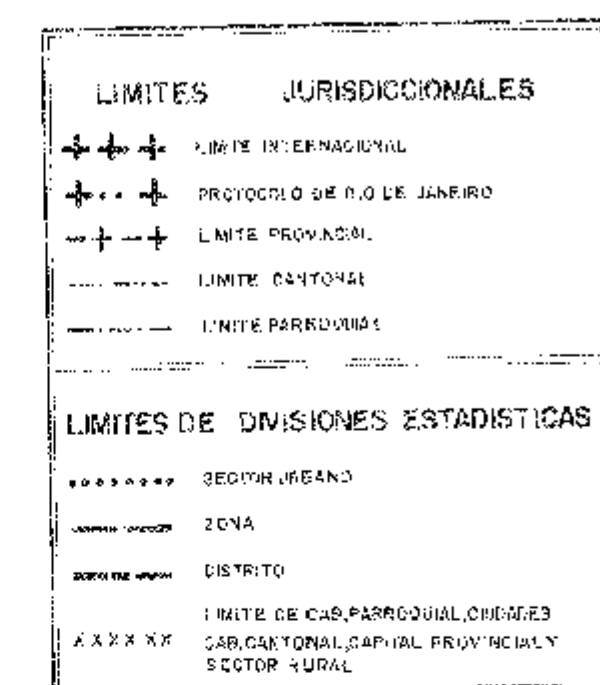 LIMITES JURISDICCIONALES
LIMITE INTERNACIONAL
PROTOCOLO DE RIO DE JANEIRO
LIMITE PROVINCIAL
LIMITE CANTONAL
LIMITE PARROQUIAL
LIMITES DE DIVISIONES ESTADISTICAS
SECTOR URBANO
ZONA
DISTRITO
LIMITE DE CAB,PARROQUIAL,CIUDADES
CAB,CANTONAL,CAPITAL PROVINCIAL Y
SECTOR RURAL